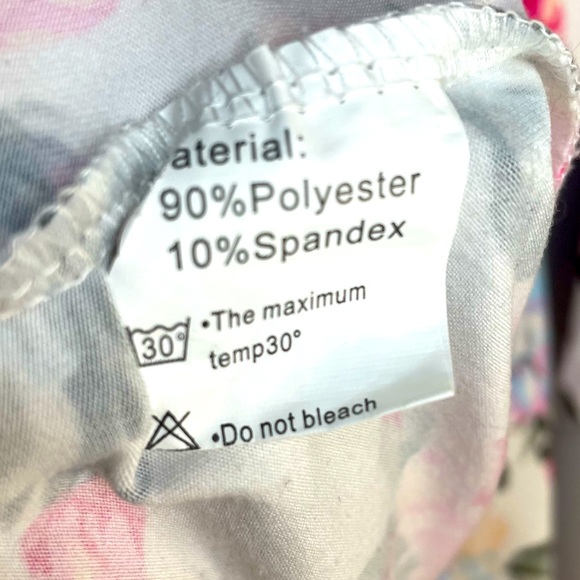 aterial:
90%Polyester
10%Spandex
30° •The maximum
temp30°
•Do not bleach